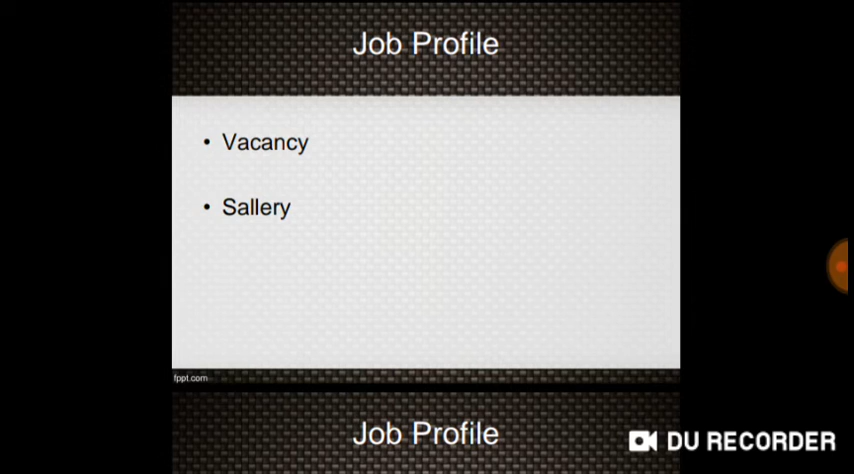 Job Profile
• Vacancy
• Sallery
fppt.com
Job Profile
DU RECORDER